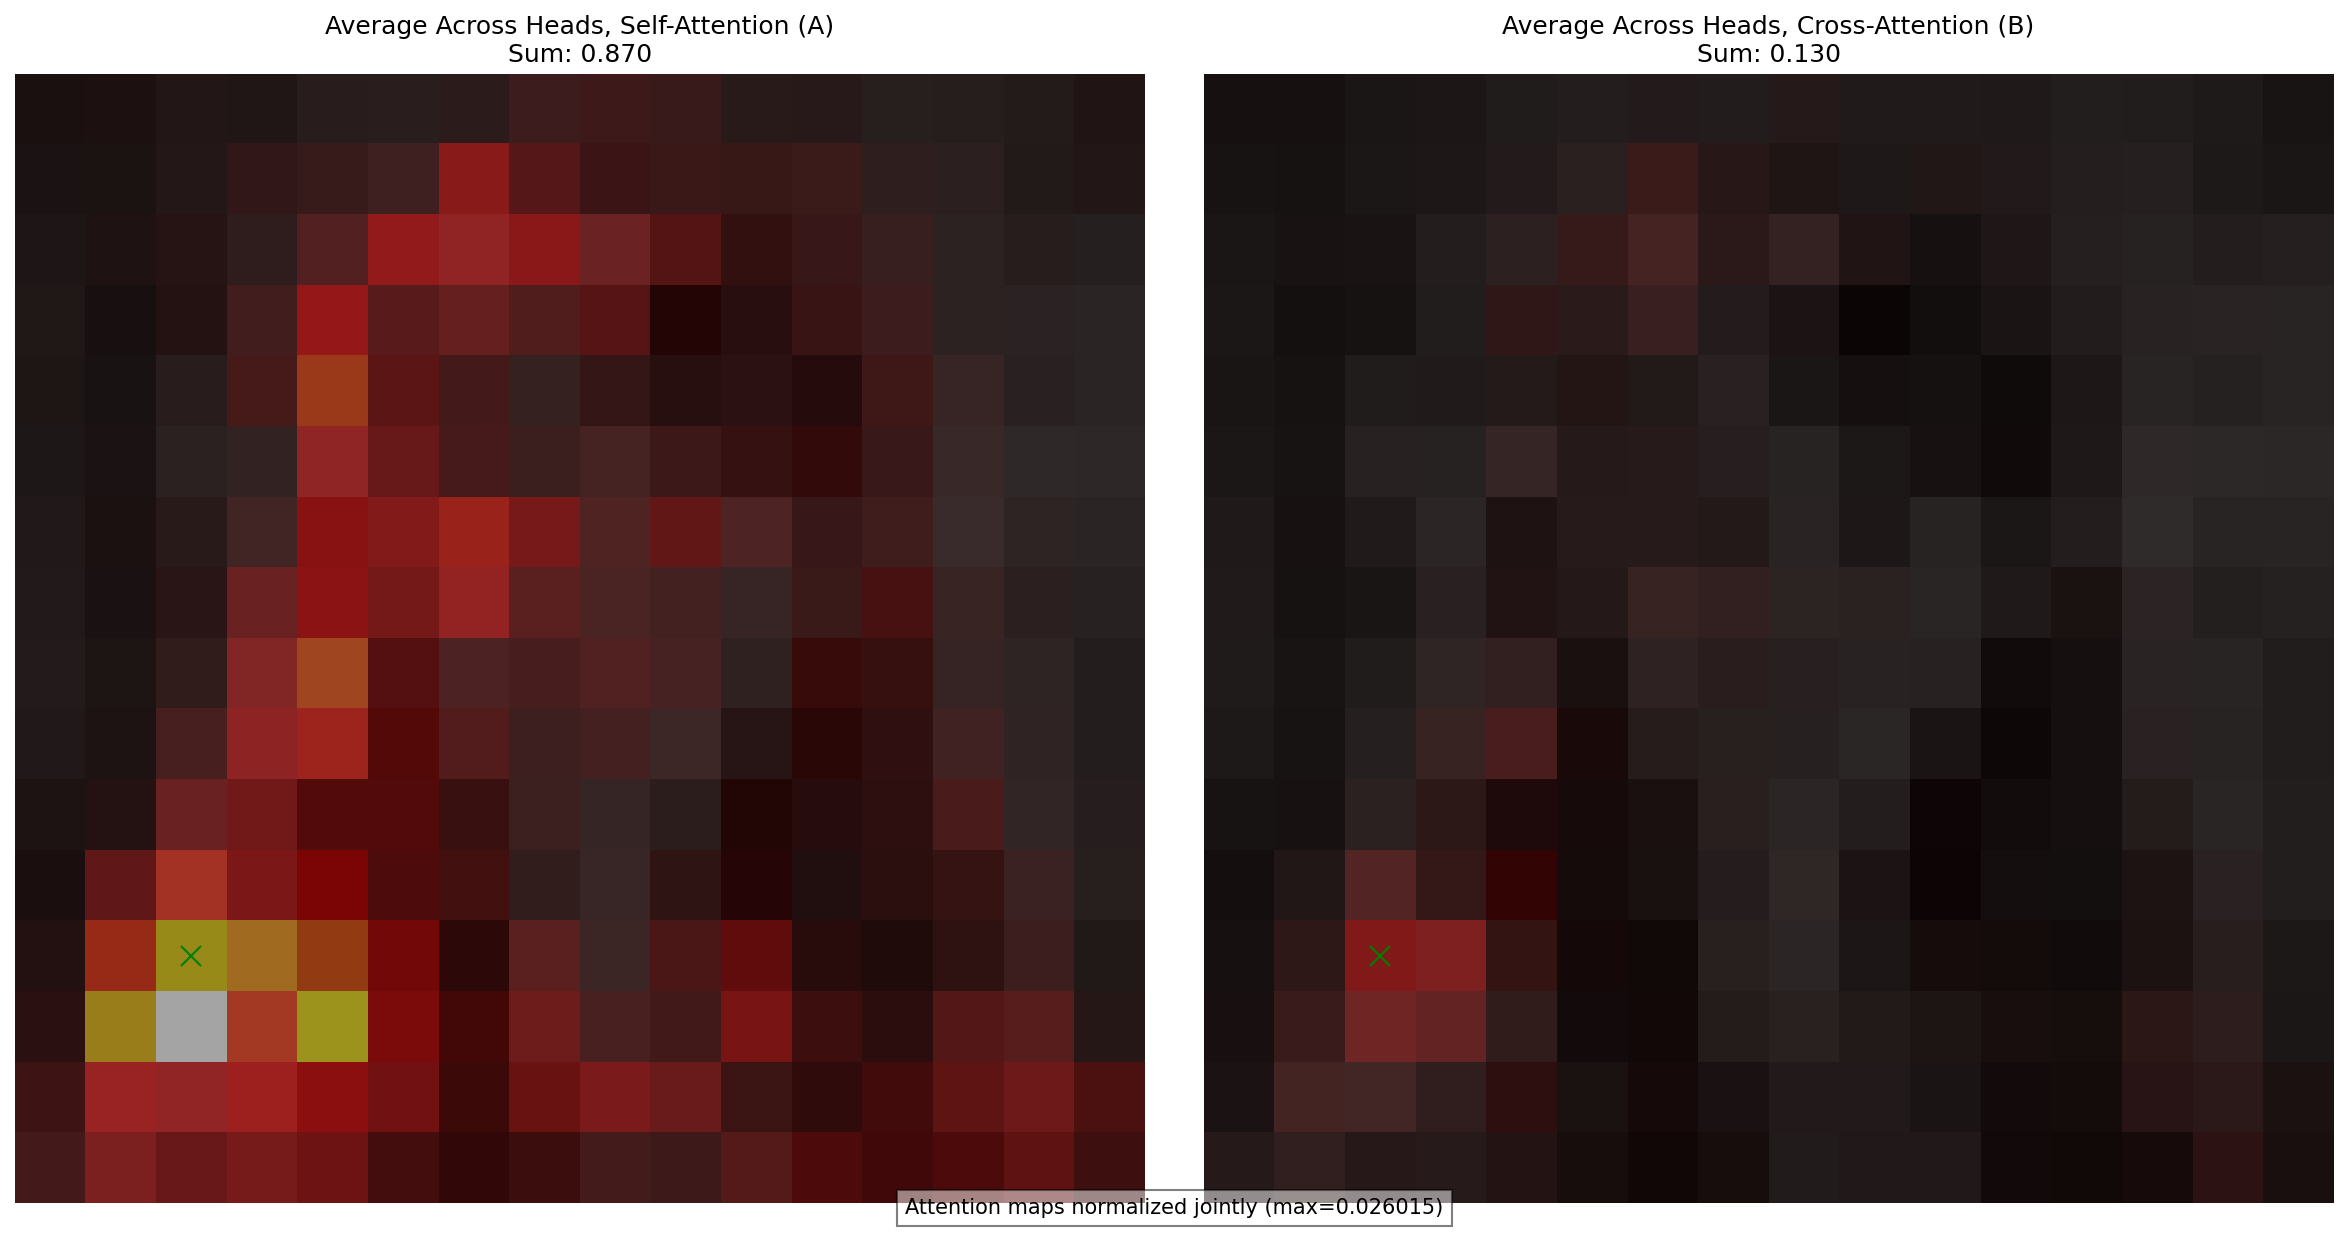 Average Across Heads, Self-Attention (A)
Sum: 0.870
Average Across Heads, Cross-Attention (B)
Sum: 0.130
Attention maps normalized jointly (max=0.026015)